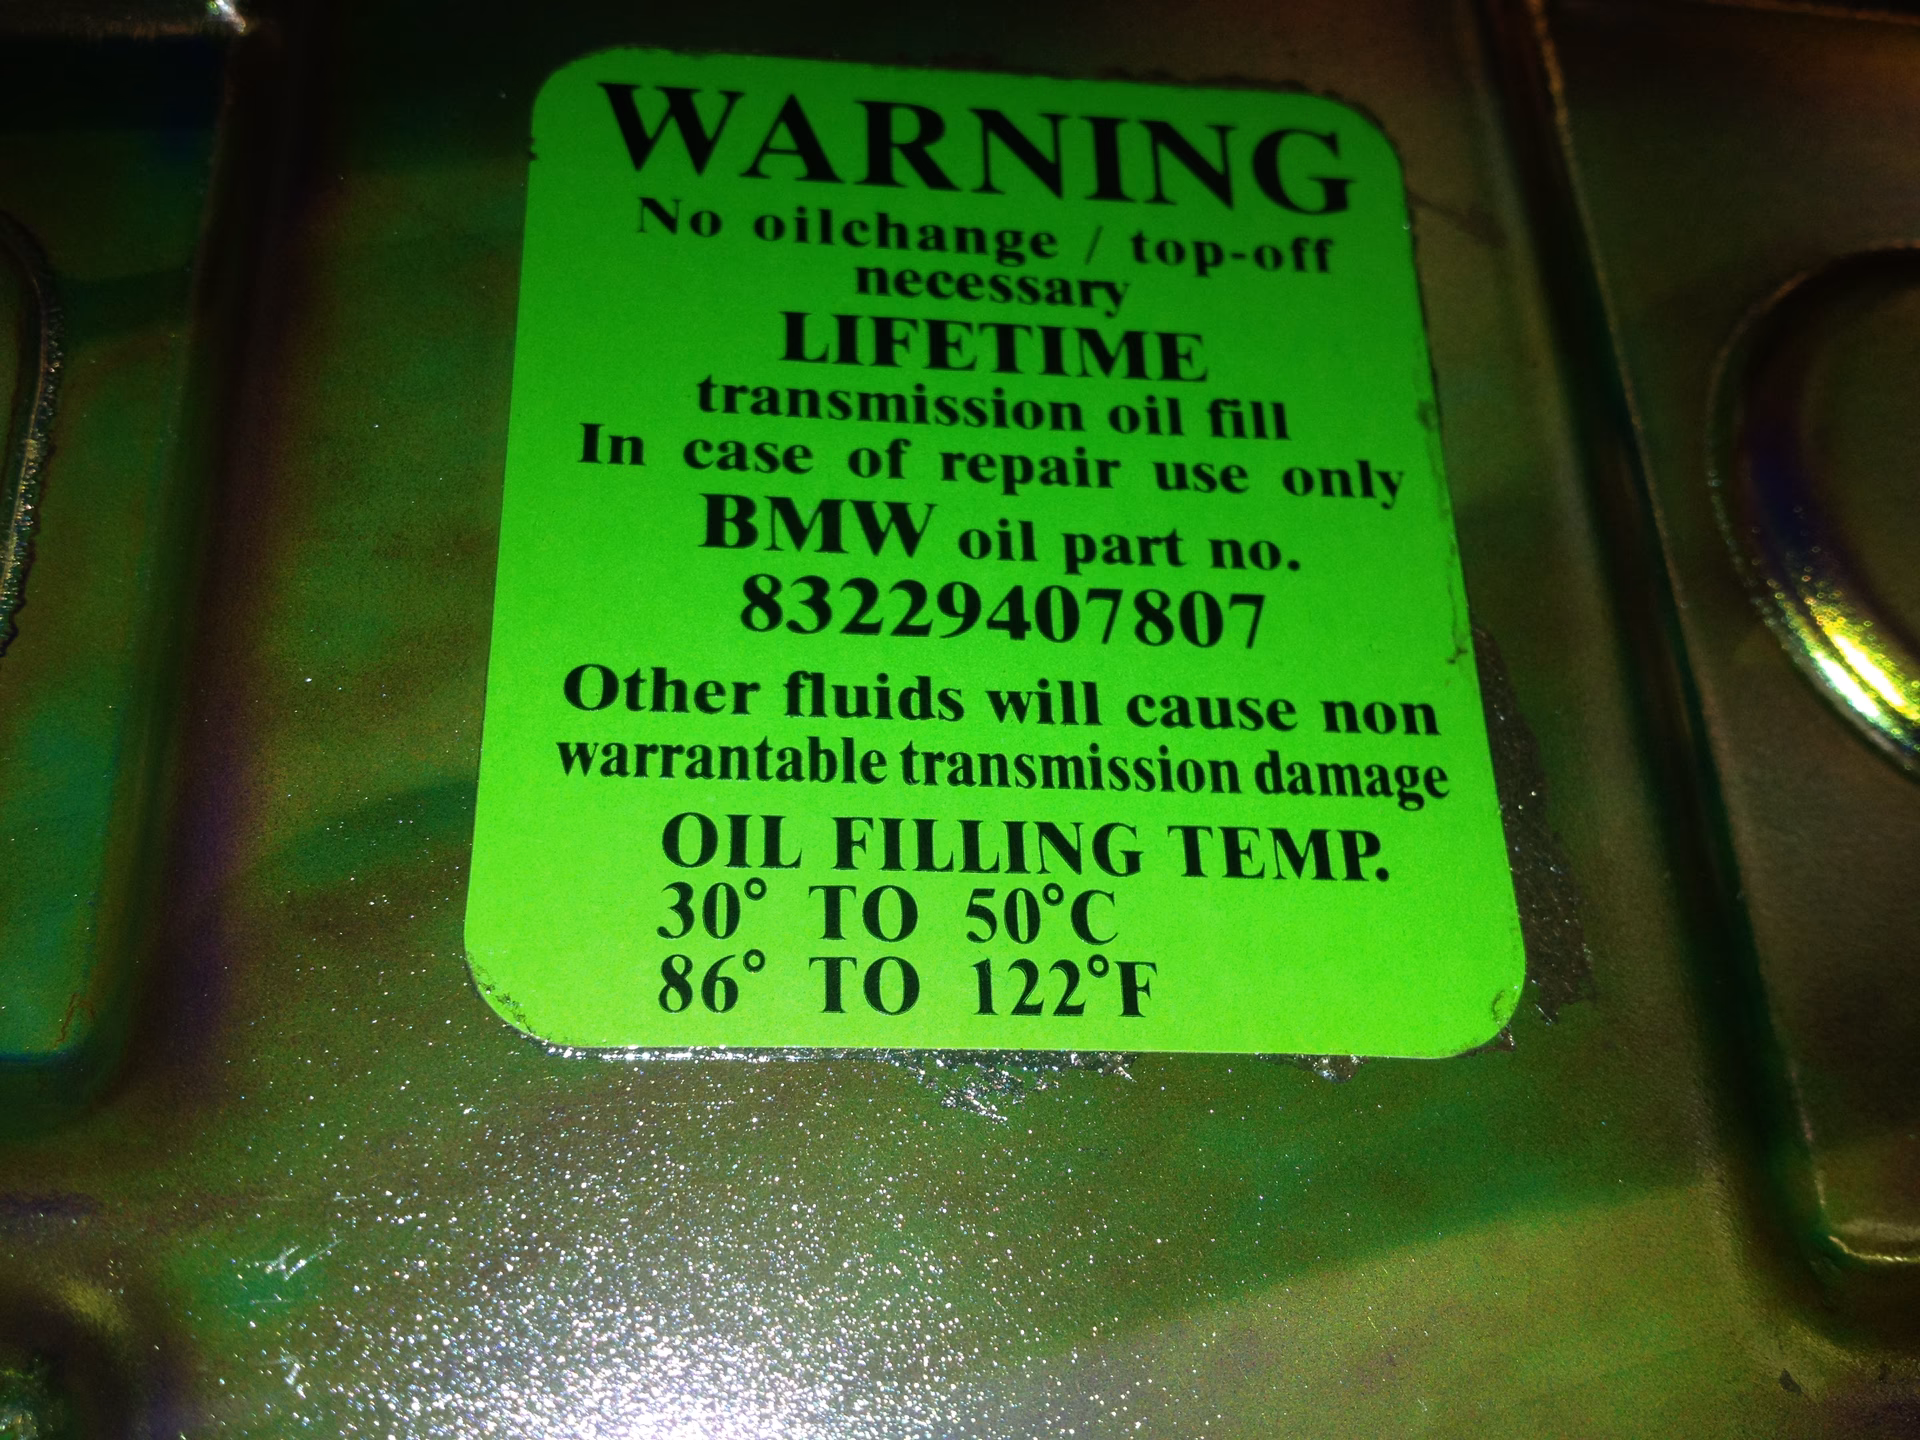 WARNING
No oilchange / top-off
necessary
LIFETIME
transmission oil fill
In case of repair use only
BMW oil part no.
83229407807
Other fluids will cause non
warrantable transmission damage
OIL FILLING TEMP.
30° TO 50°C
86° TO 122°F